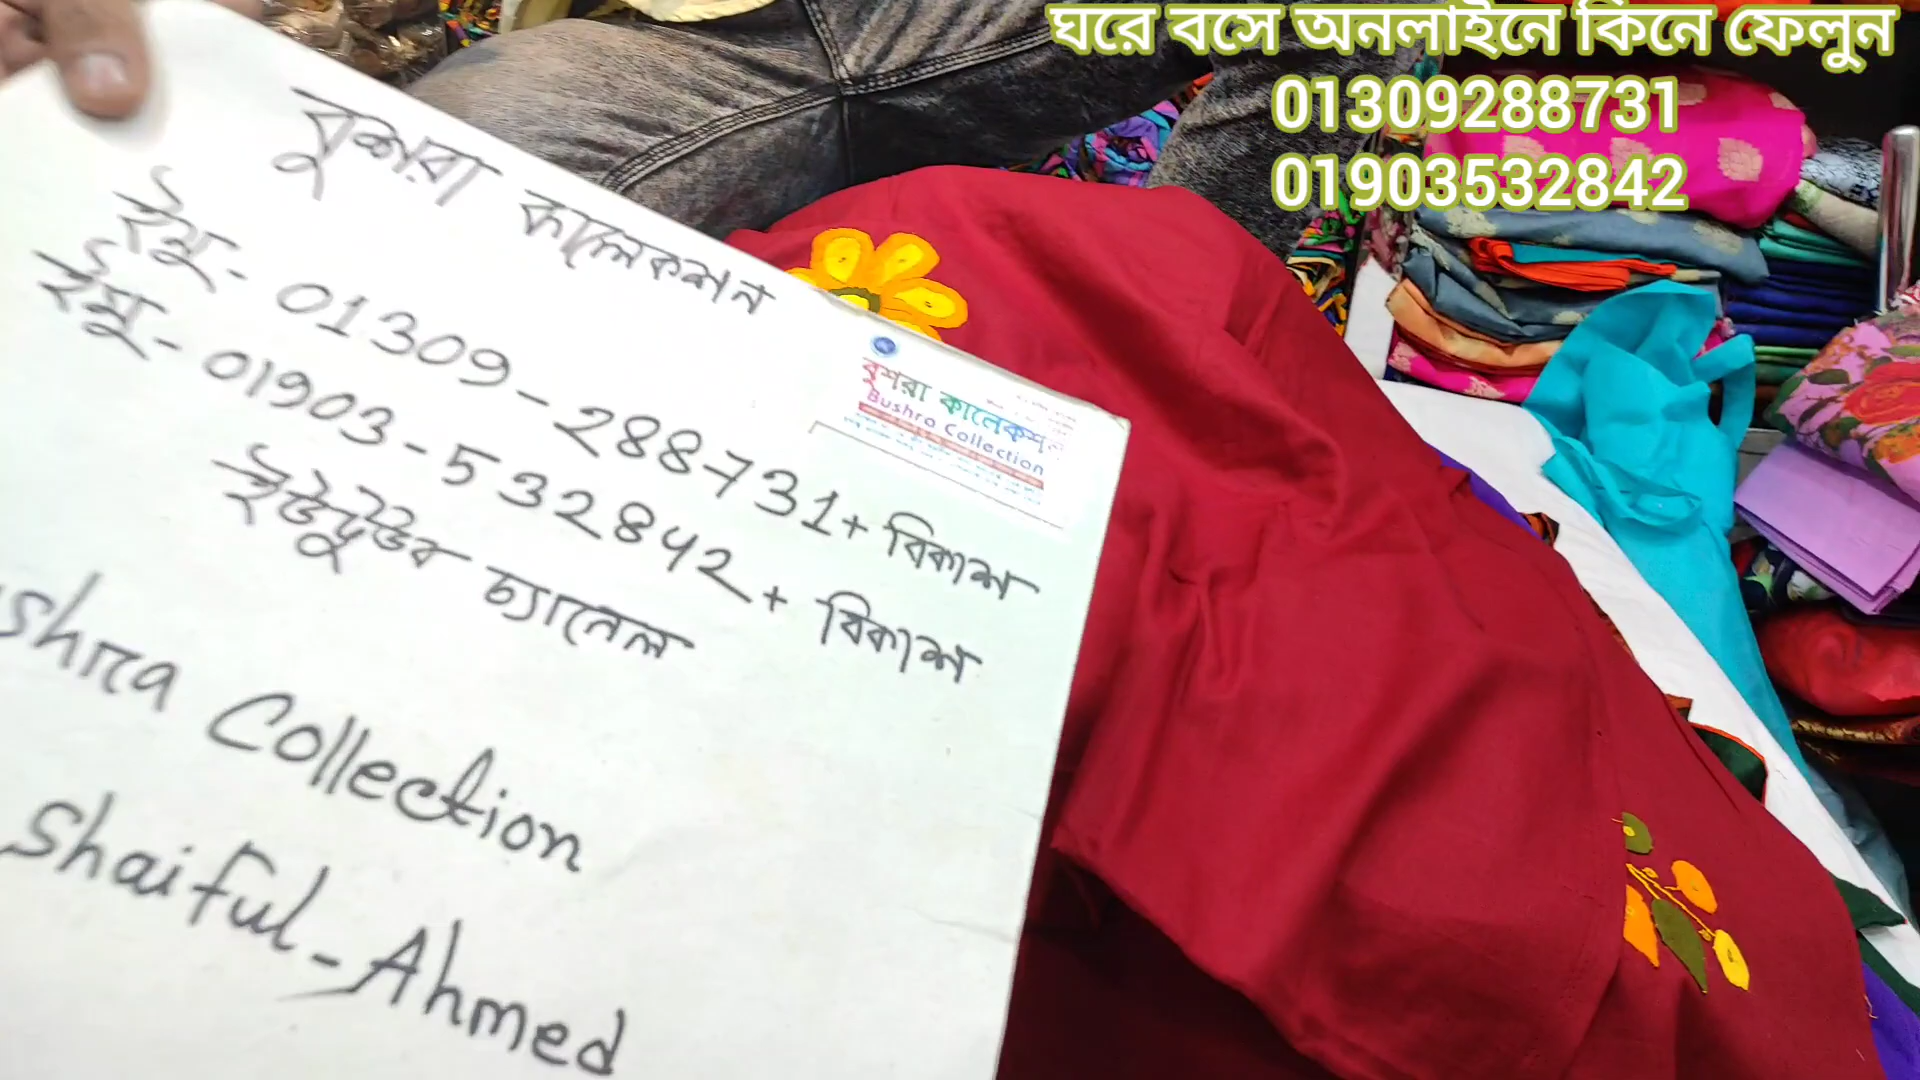 ঘরে বসে অনলাইনে কিনে ফেলুন
01309288731
01903532842
বুশরা কালেকশন
ইমু- 01309-288731+ বিকাশ
ইমু- 01903-532842+ বিকাশ
ইউটুউব চ্যানেল
shra Collection
Shaiful-Ahmed
বুশরা কালেকশন
Bushra Collection